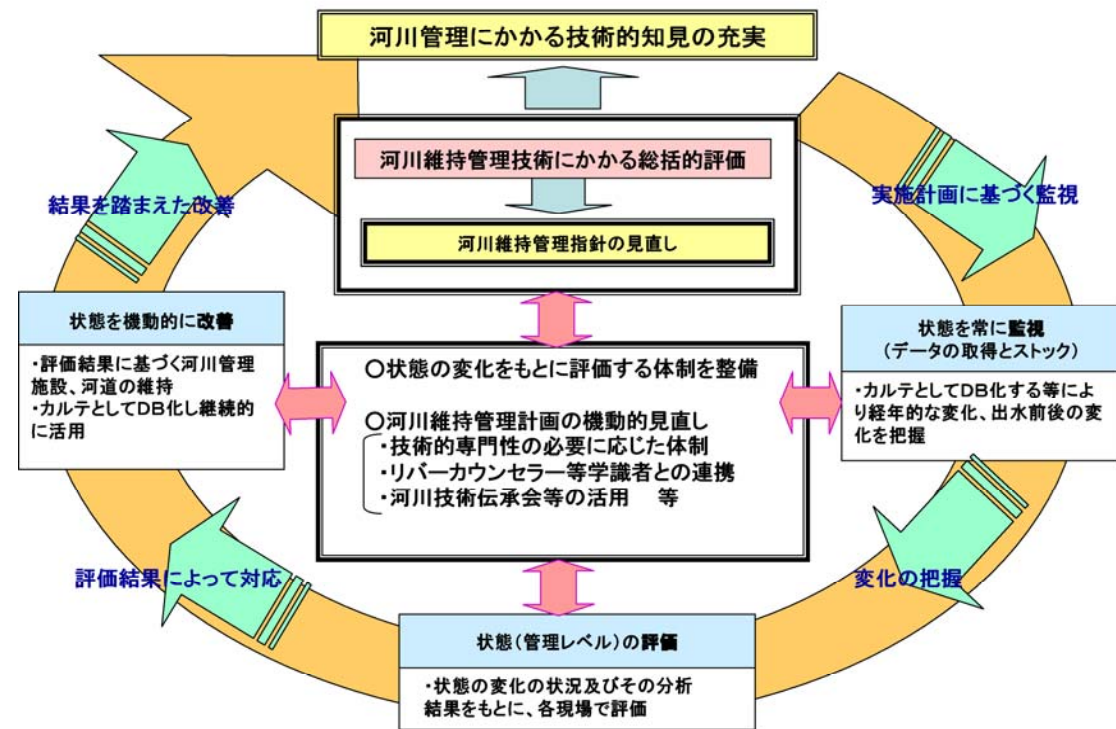 河川管理にかかる技術的知見の充実
河川維持管理技術にかかる総括的評価
河川維持管理指針の見直し
実施計画に基づく監視
状態を常に監視
(データの取得とストック)
・カルテとしてDB化する等によ
り経年的な変化、出水前後の変
化を把握
変化の把握
状態(管理レベル)の評価
・状態の変化の状況及びその分析
結果をもとに、各現場で評価
評価結果によって対応
状態を機動的に改善
・評価結果に基づく河川管理
施設、河道の維持
・カルテとしてDB化し継続的
に活用
結果を踏まえた改善
○状態の変化をもとに評価する体制を整備
○河川維持管理計画の機動的見直し
・技術的専門性の必要に応じた体制
・リバーカウンセラー等学識者との連携
・河川技術伝承会等の活用 等